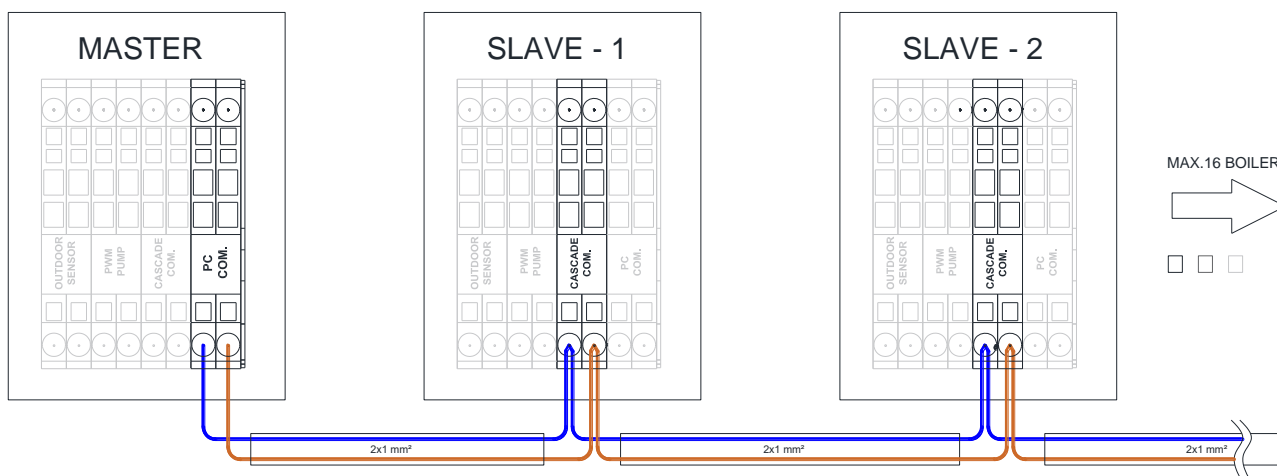 MASTER
SLAVE - 1
SLAVE - 2
OUTDOOR
SENSOR
PWM
PUMP
CASCADE
COM.
PC
COM.
OUTDOOR
SENSOR
PWM
PUMP
CASCADE
COM.
PC
COM.
OUTDOOR
SENSOR
PWM
PUMP
CASCADE
COM.
PC
COM.
MAX.16 BOILER
2x1 mm²
2x1 mm²
2x1 mm²